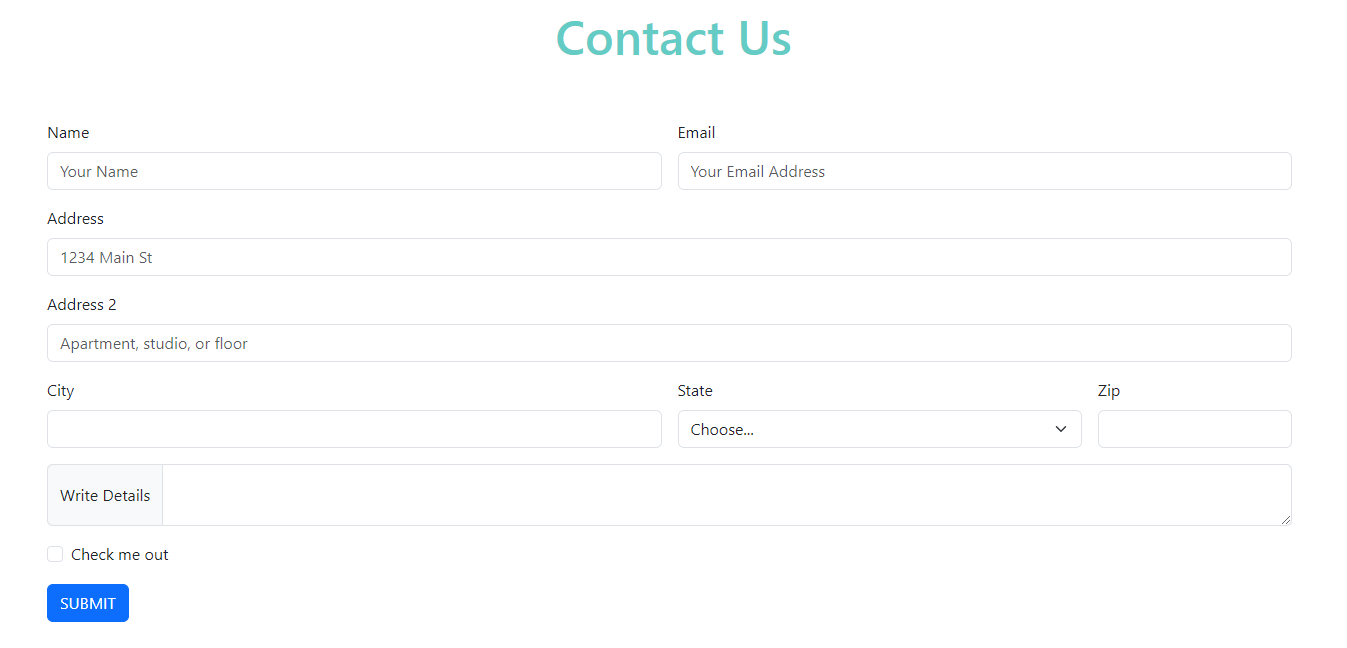 Contact Us
Name Email
Your Name Your Email Address
Address
1234 Main St
Address 2
Apartment, studio, or floor
City State Zip
Choose...
Write Details
Check me out
SUBMIT